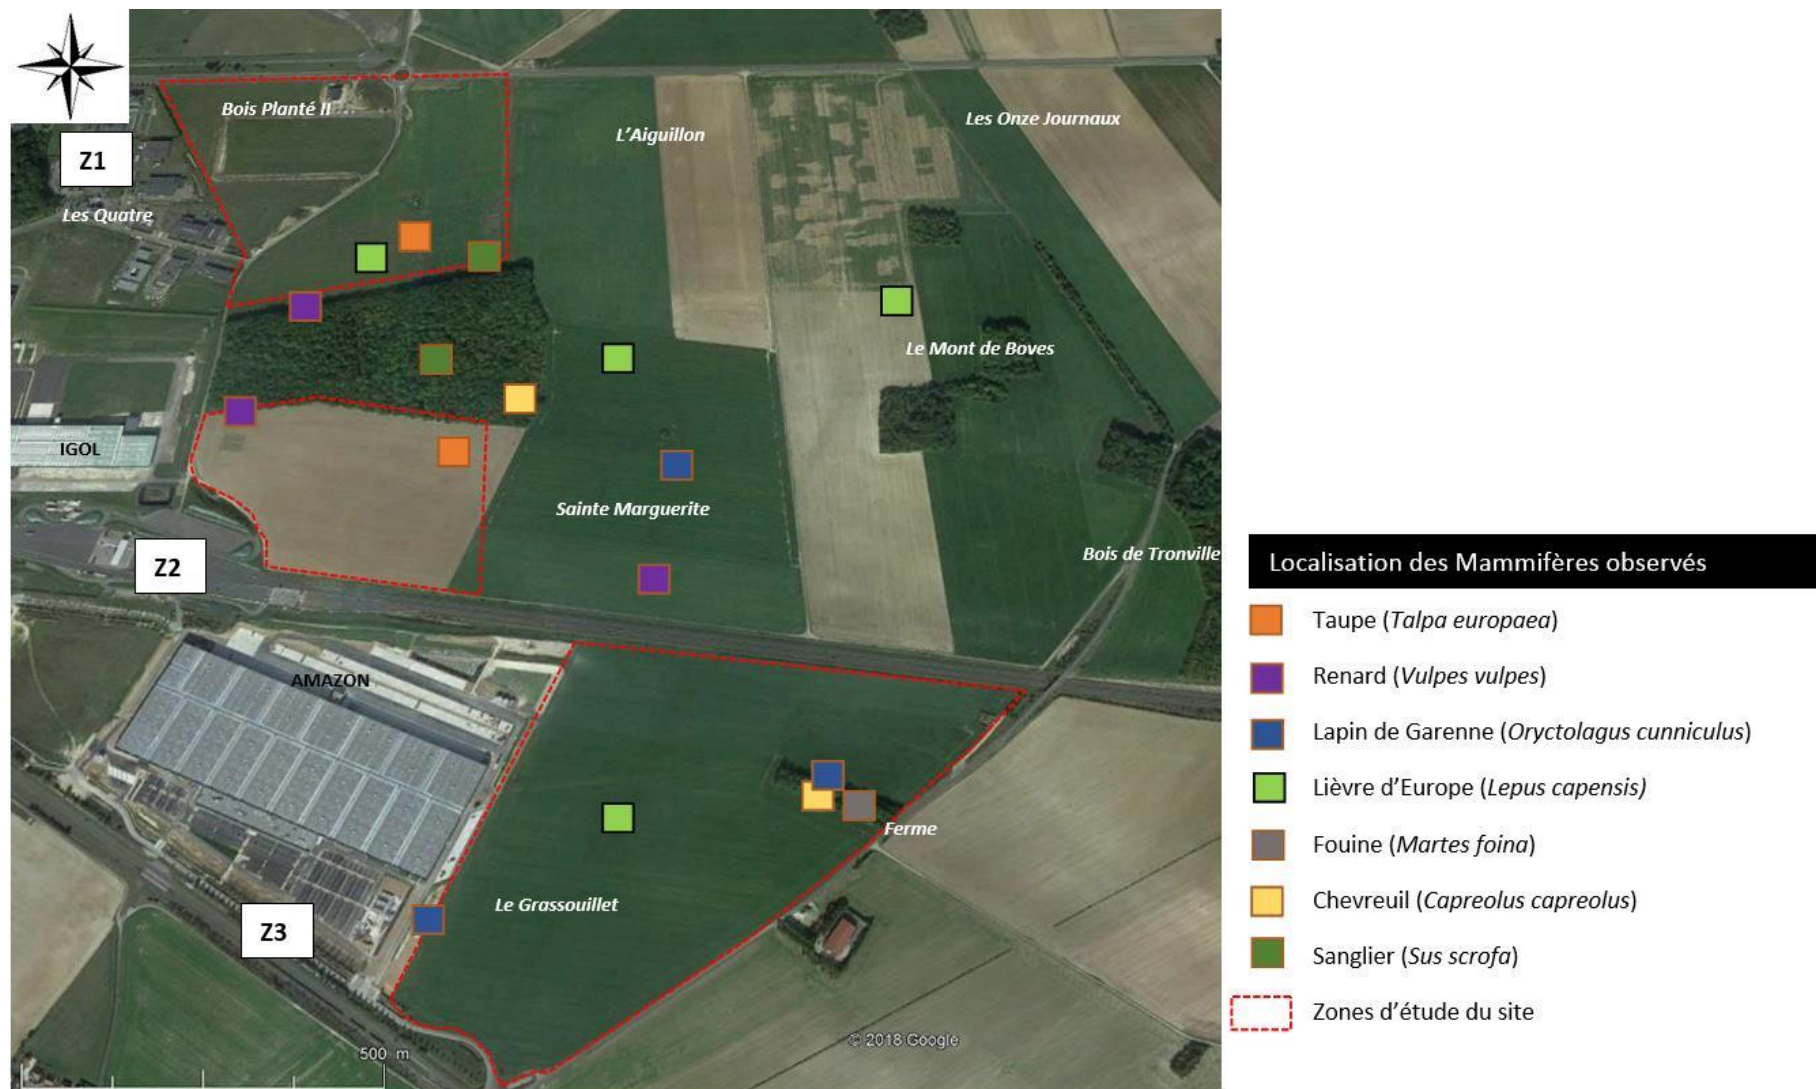 Bois Planté II
L'Aiguillon
Les Onze Journaux
Z1
Les Quatre
Le Mont de Boves
IGOL
Sainte Marguerite
Bois de Tronville
Z2
AMAZON
Ferme
Le Grassouillet
Z3
© 2018 Google
500 m
Localisation des Mammifères observés
Taupe (Talpa europaea)
Renard (Vulpes vulpes)
Lapin de Garenne (Oryctolagus cunniculus)
Lièvre d'Europe (Lepus capensis)
Fouine (Martes foina)
Chevreuil (Capreolus capreolus)
Sanglier (Sus scrofa)
Zones d'étude du site